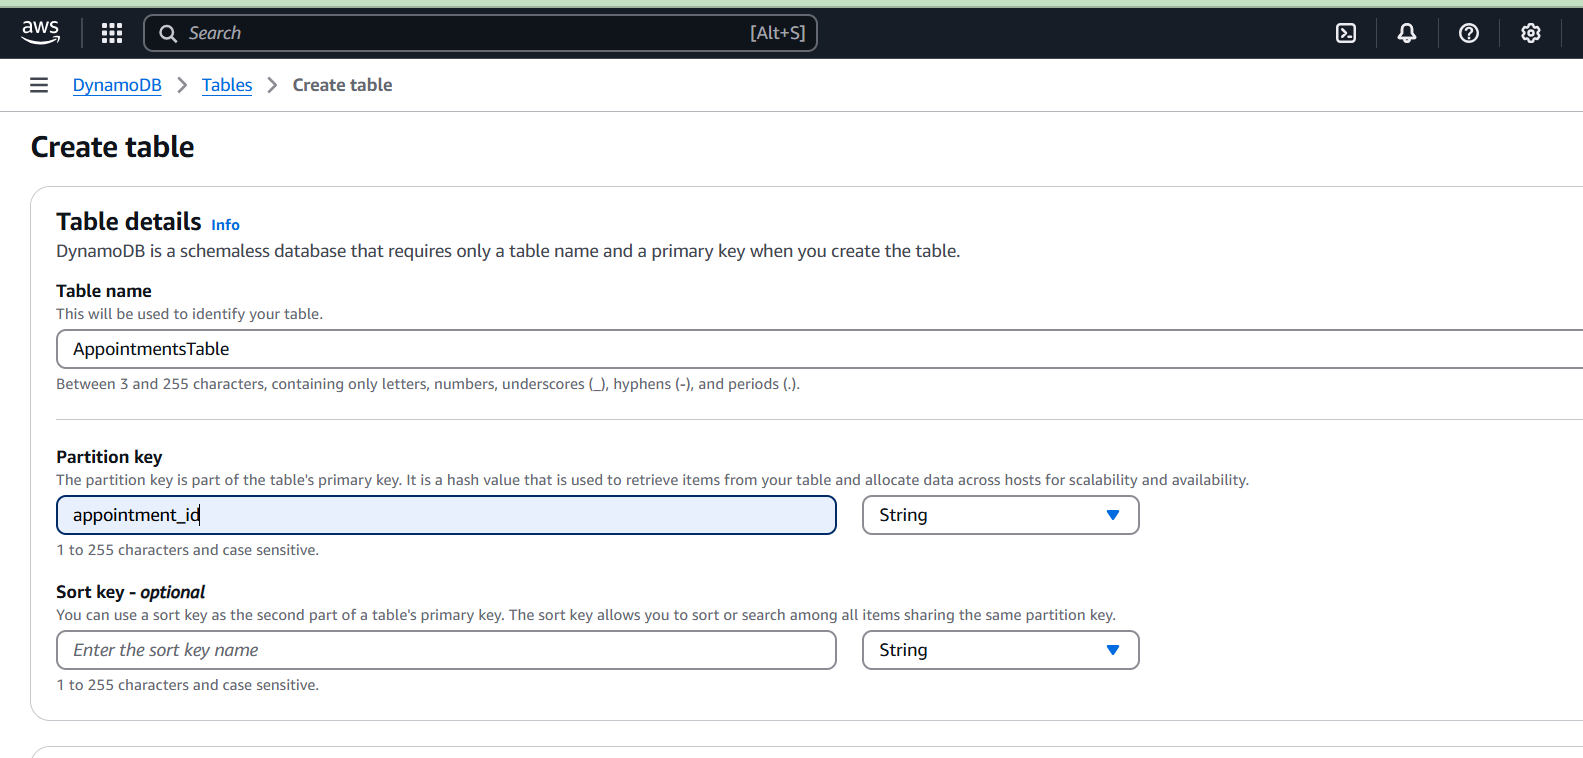 aws
Search [Alt+S]
DynamoDB > Tables > Create table
Create table
Table details Info
DynamoDB is a schemaless database that requires only a table name and a primary key when you create the table.
Table name
This will be used to identify your table.
AppointmentsTable
Between 3 and 255 characters, containing only letters, numbers, underscores (_), hyphens (-), and periods (.).
Partition key
The partition key is part of the table's primary key. It is a hash value that is used to retrieve items from your table and allocate data across hosts for scalability and availability.
appointment_id String
1 to 255 characters and case sensitive.
Sort key - optional
You can use a sort key as the second part of a table's primary key. The sort key allows you to sort or search among all items sharing the same partition key.
Enter the sort key name String
1 to 255 characters and case sensitive.